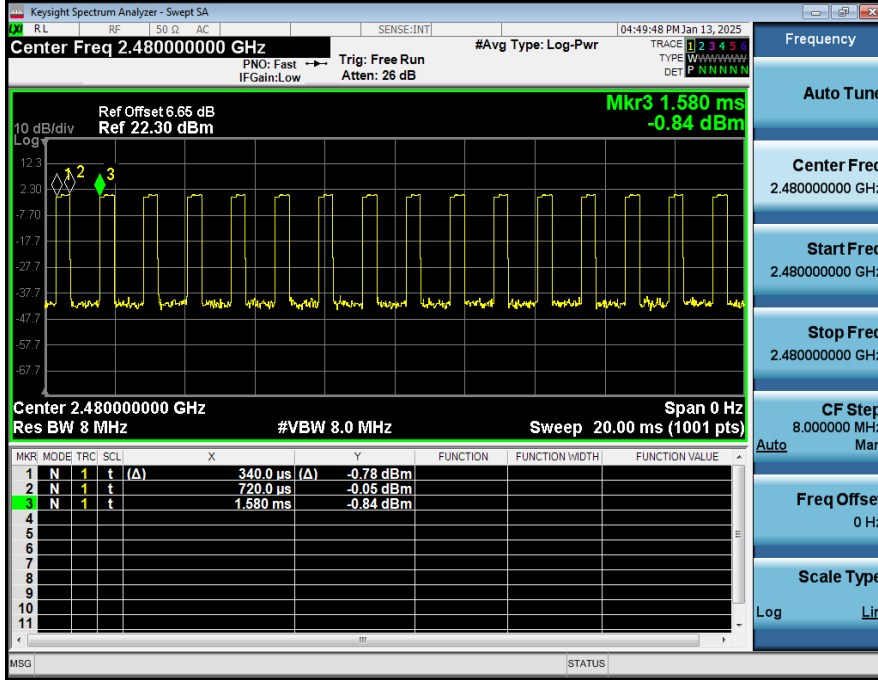 Keysight Spectrum Analyzer - Swept SA
LXI RL RF 50 Ω AC SENSE:INT 04:49:48 PM Jan 13, 2025
Center Freq 2.480000000 GHz #Avg Type: Log-Pwr TRACE 1 2 3 4 5 6
PNO: Fast Trig: Free Run TYPE WWWWWW
IFGain:Low Atten: 26 dB DET P N N N N N
Mkr3 1.580 ms
-0.84 dBm
Ref Offset 6.65 dB
10 dB/div Ref 22.30 dBm
Log
12.3
2.30
-7.70
-17.7
-27.7
-37.7
-47.7
-57.7
-67.7
1 2 3
Center 2.480000000 GHz Span 0 Hz
Res BW 8 MHz #VBW 8.0 MHz Sweep 20.00 ms (1001 pts)
MKR MODE TRC SCL X Y FUNCTION FUNCTION WIDTH FUNCTION VALUE
1 N 1 t (Δ) 340.0 µs (Δ) -0.78 dBm
2 N 1 t 720.0 µs -0.05 dBm
3 N 1 t 1.580 ms -0.84 dBm
4
5
6
7
8
9
10
11
MSG STATUS
Frequency
Auto Tune
Center Freq
2.480000000 GHz
Start Freq
2.480000000 GHz
Stop Freq
2.480000000 GHz
CF Step
8.000000 MHz
Auto Man
Freq Offset
0 Hz
Scale Type
Log Lin